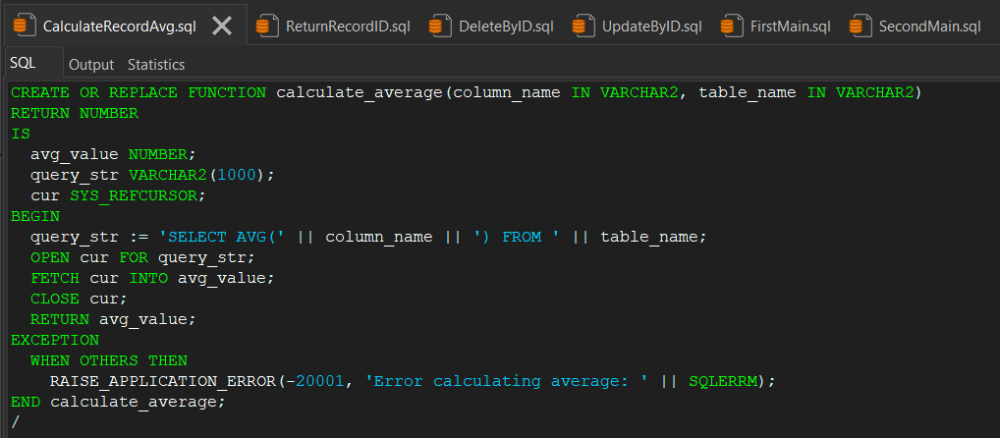 CalculateRecordAvg.sql ReturnRecordID.sql DeleteByID.sql UpdateByID.sql FirstMain.sql SecondMain.sql
SQL Output Statistics
CREATE OR REPLACE FUNCTION calculate_average(column_name IN VARCHAR2, table_name IN VARCHAR2)
RETURN NUMBER
IS
  avg_value NUMBER;
  query_str VARCHAR2(1000);
  cur SYS_REFCURSOR;
BEGIN
  query_str := 'SELECT AVG(' || column_name || ') FROM ' || table_name;
  OPEN cur FOR query_str;
  FETCH cur INTO avg_value;
  CLOSE cur;
  RETURN avg_value;
EXCEPTION
  WHEN OTHERS THEN
    RAISE_APPLICATION_ERROR(-20001, 'Error calculating average: ' || SQLERRM);
END calculate_average;
/